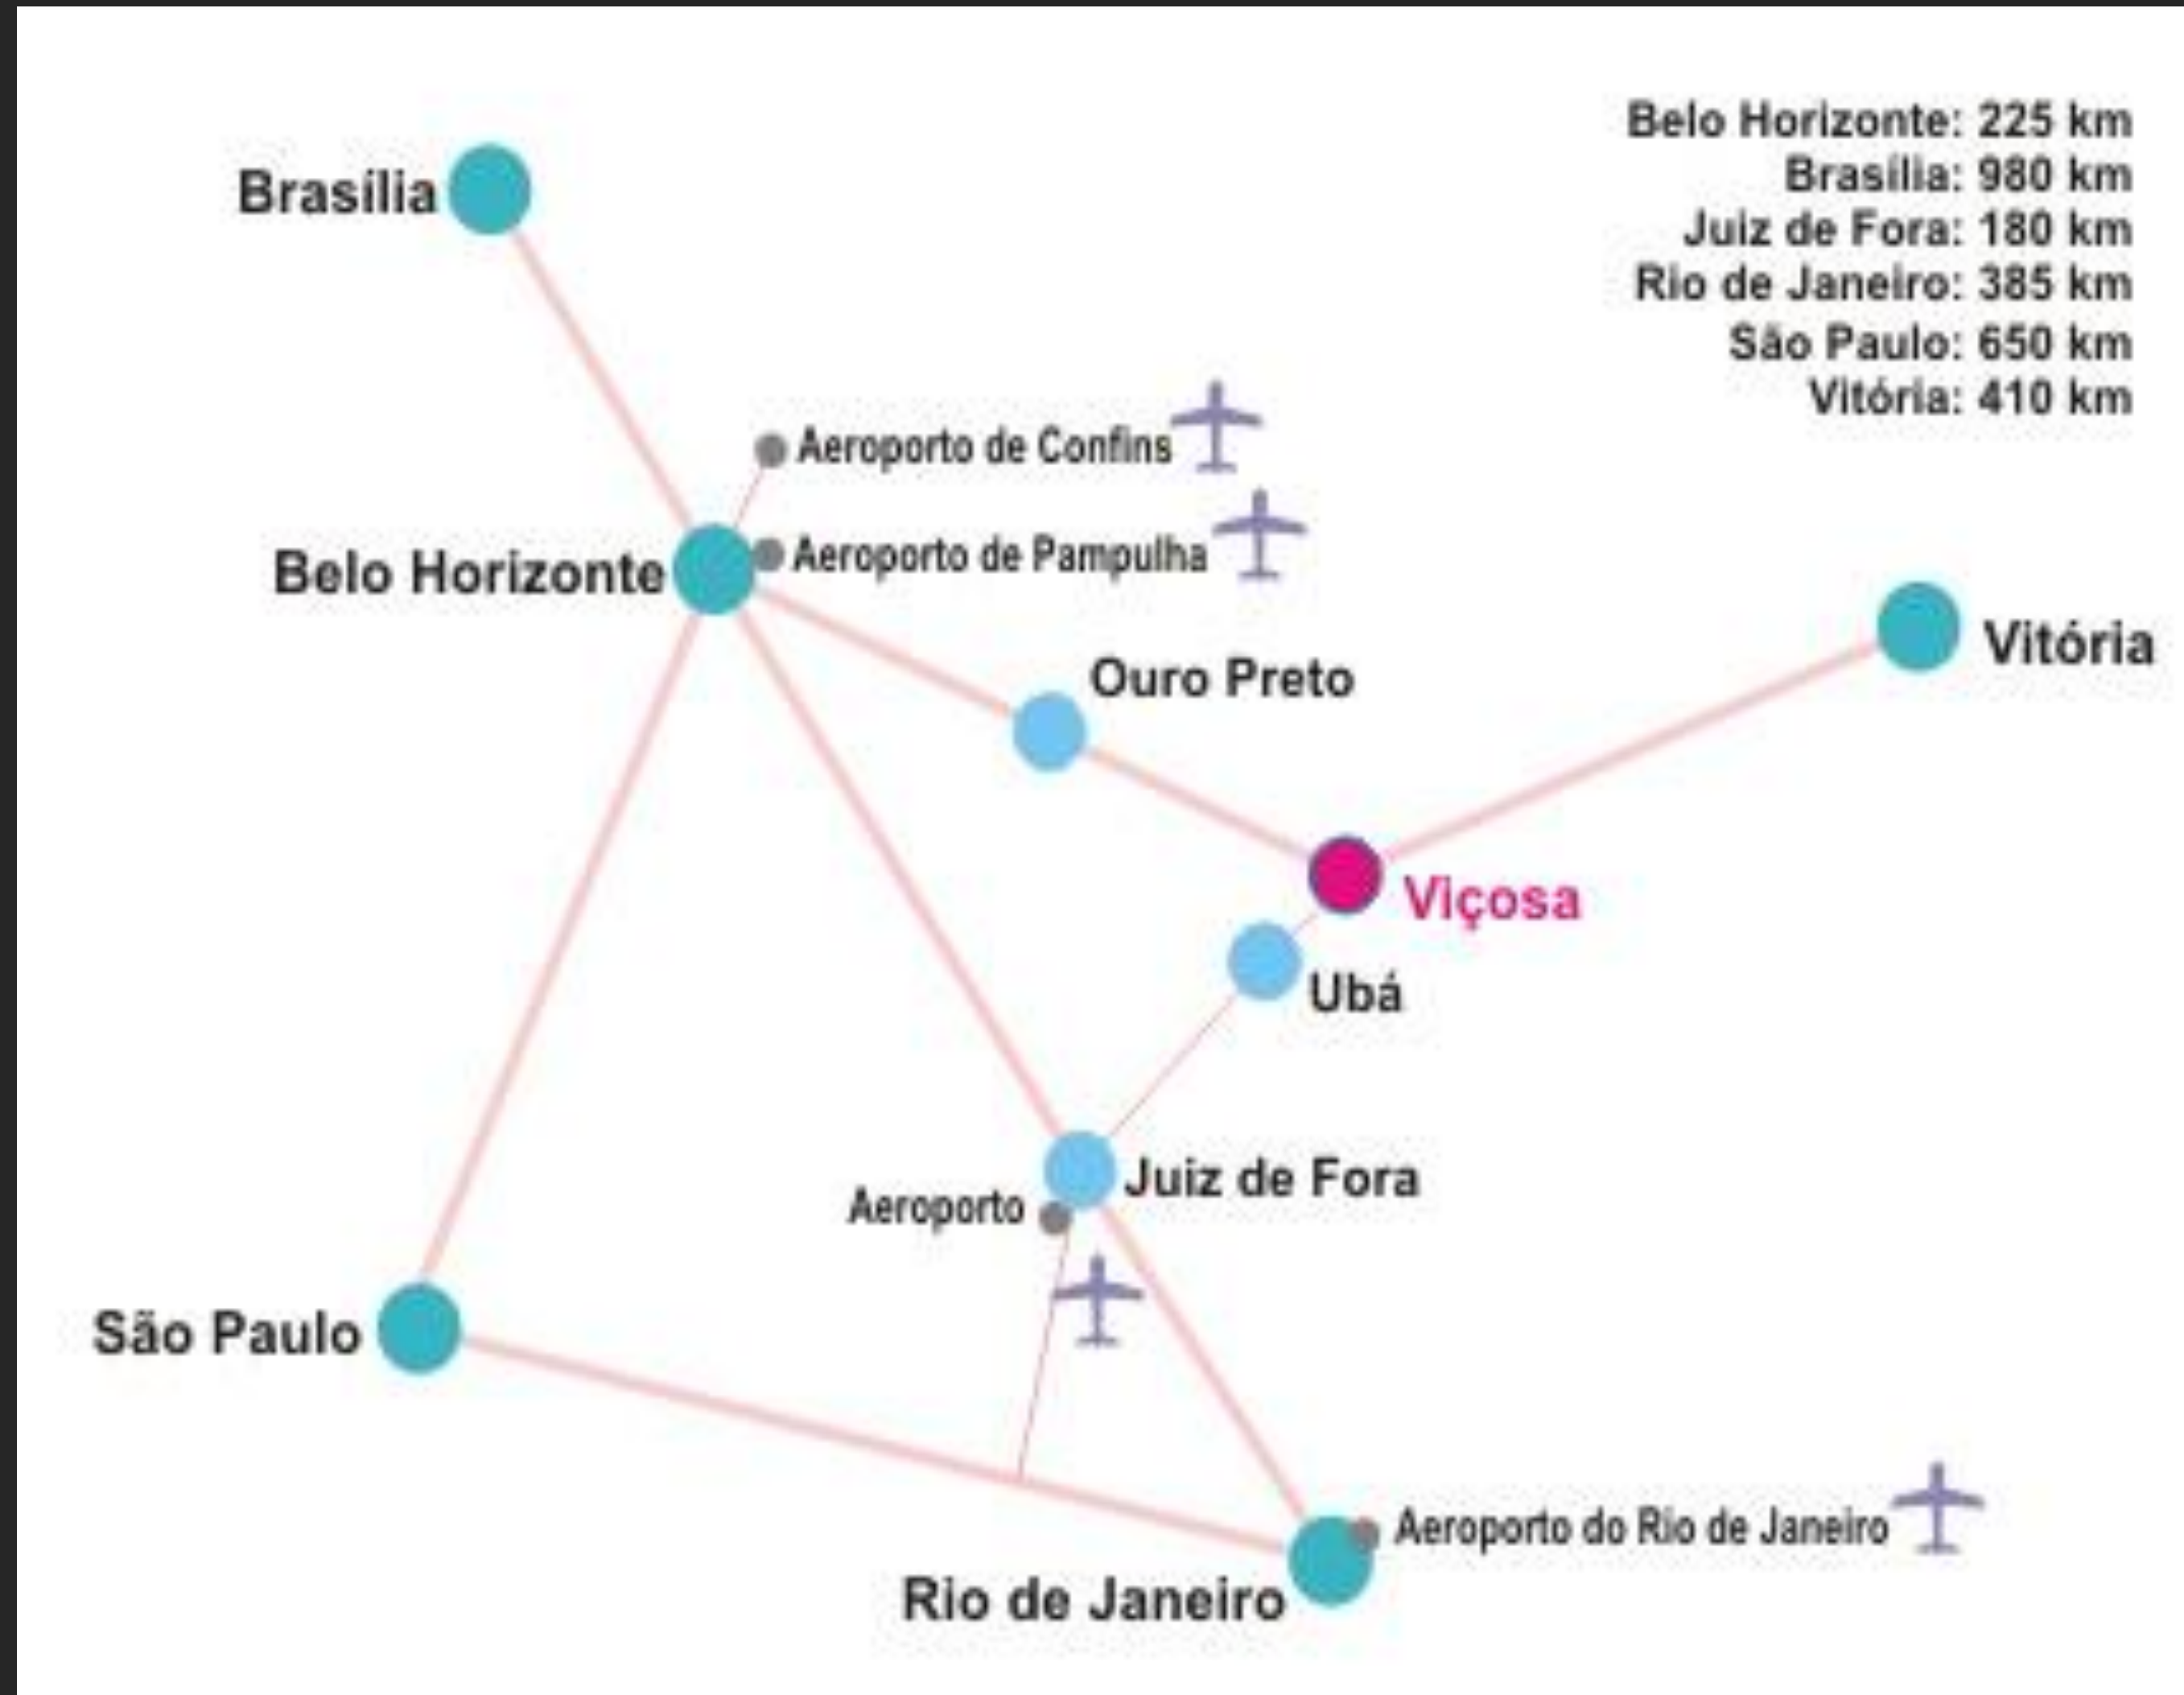 Belo Horizonte: 225 km
Brasília: 980 km
Juiz de Fora: 180 km
Rio de Janeiro: 385 km
São Paulo: 650 km
Vitória: 410 km
Brasília
Aeroporto de Confins
Aeroporto de Pampulha
Belo Horizonte
Ouro Preto
Vitória
Viçosa
Ubá
Juiz de Fora
Aeroporto
São Paulo
Aeroporto do Rio de Janeiro
Rio de Janeiro